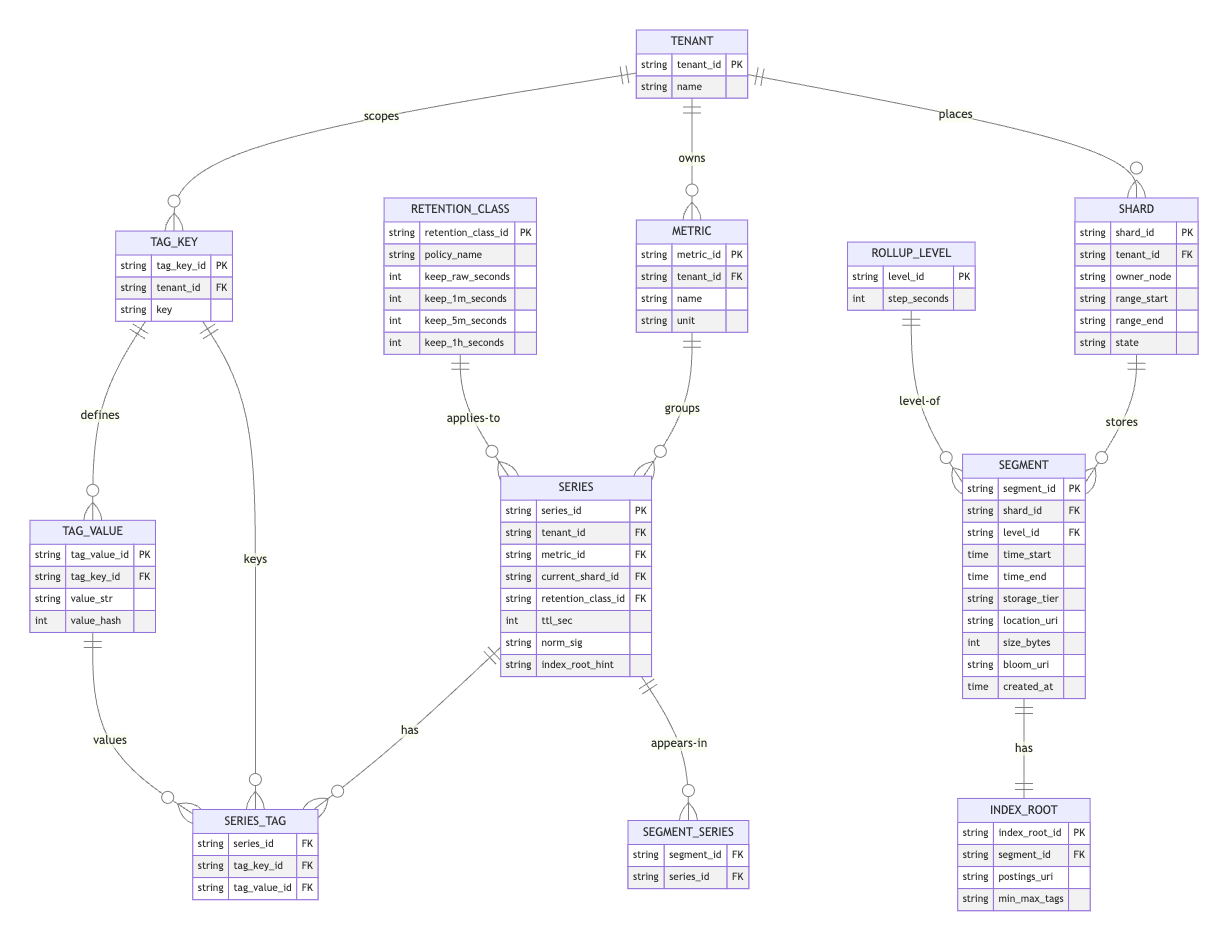 TENANT
string tenant_id PK
string name
scopes
owns
places
TAG_KEY
string tag_key_id PK
string tenant_id FK
string key
RETENTION_CLASS
string retention_class_id PK
string policy_name
int keep_raw_seconds
int keep_1m_seconds
int keep_5m_seconds
int keep_1h_seconds
METRIC
string metric_id PK
string tenant_id FK
string name
string unit
ROLLUP_LEVEL
string level_id PK
int step_seconds
SHARD
string shard_id PK
string tenant_id FK
string owner_node
string range_start
string range_end
string state
defines
applies-to
groups
level-of
stores
TAG_VALUE
string tag_value_id PK
string tag_key_id FK
string value_str
int value_hash
keys
SERIES
string series_id PK
string tenant_id FK
string metric_id FK
string current_shard_id FK
string retention_class_id FK
int ttl_sec
string norm_sig
string index_root_hint
SEGMENT
string segment_id PK
string shard_id FK
string level_id FK
time time_start
time time_end
string storage_tier
string location_uri
int size_bytes
string bloom_uri
time created_at
values
has
appears-in
has
SERIES_TAG
string series_id FK
string tag_key_id FK
string tag_value_id FK
SEGMENT_SERIES
string segment_id FK
string series_id FK
INDEX_ROOT
string index_root_id PK
string segment_id FK
string postings_uri
string min_max_tags